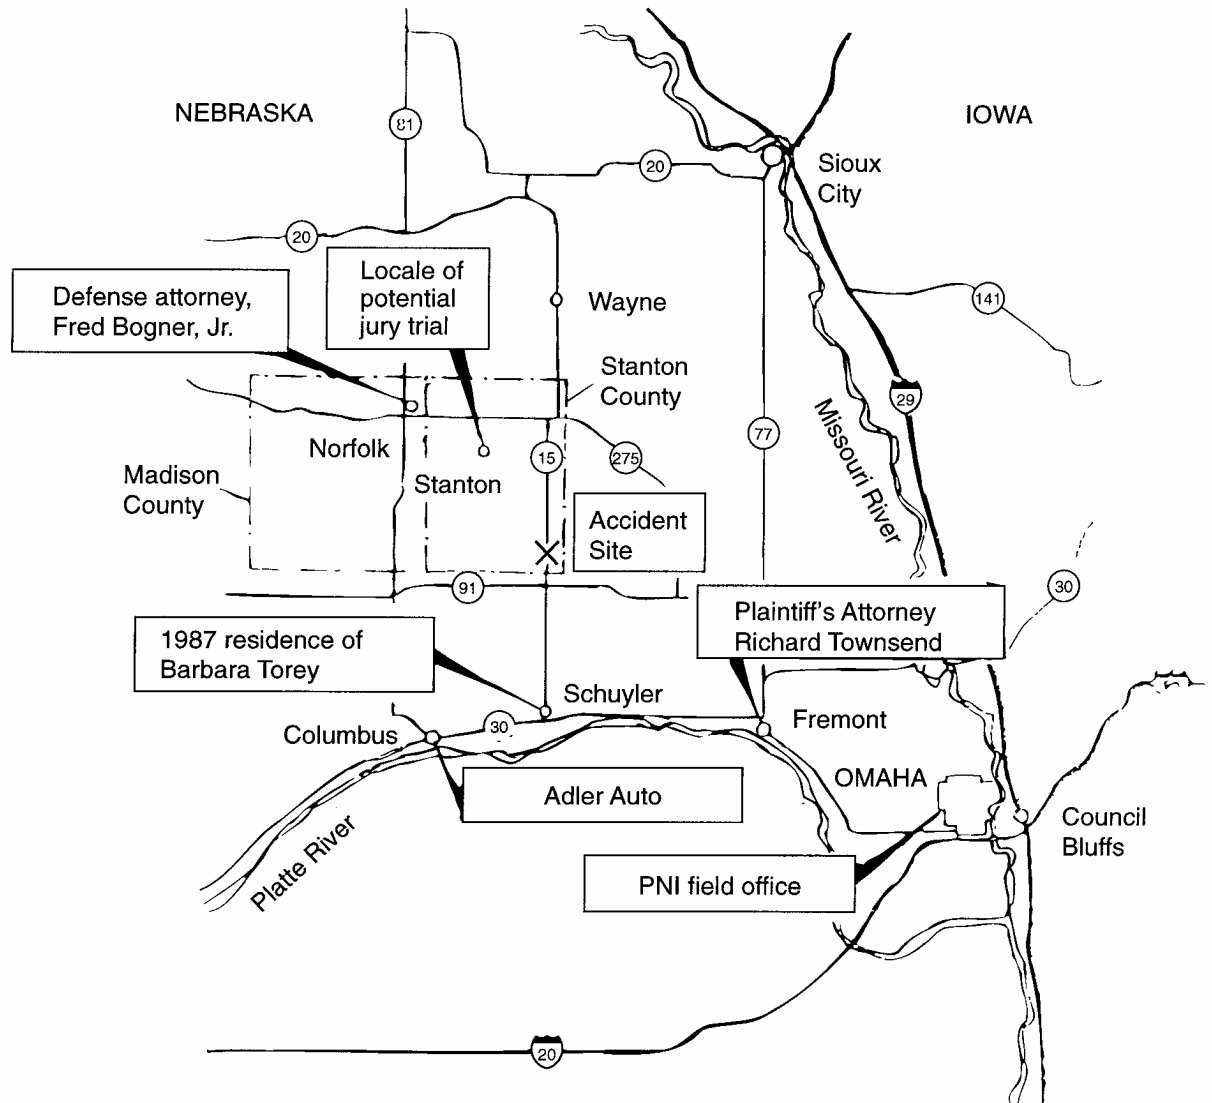 NEBRASKA
81
IOWA
20
Sioux
City
20
Locale of
potential
jury trial
Defense attorney,
Fred Bogner, Jr.
Wayne
141
Stanton
County
29
Missouri River
77
Norfolk
15
275
Madison
County
Stanton
Accident
Site
91
30
Plaintiff's Attorney
Richard Townsend
1987 residence of
Barbara Torey
Schuyler
Columbus
30
Fremont
OMAHA
Adler Auto
Council
Bluffs
Platte River
PNI field office
20